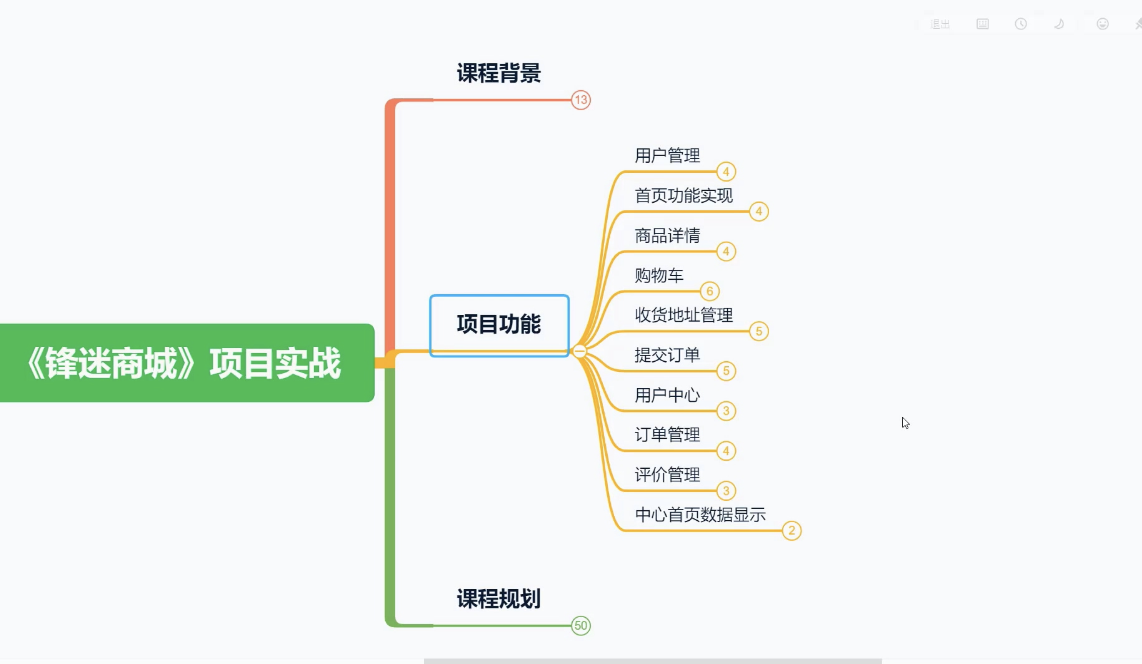 退出
课程背景
13
用户管理
4
首页功能实现
4
商品详情
4
购物车
6
收货地址管理
5
项目功能
提交订单
5
《锋迷商城》项目实战
用户中心
3
订单管理
4
评价管理
3
中心首页数据显示
2
课程规划
50